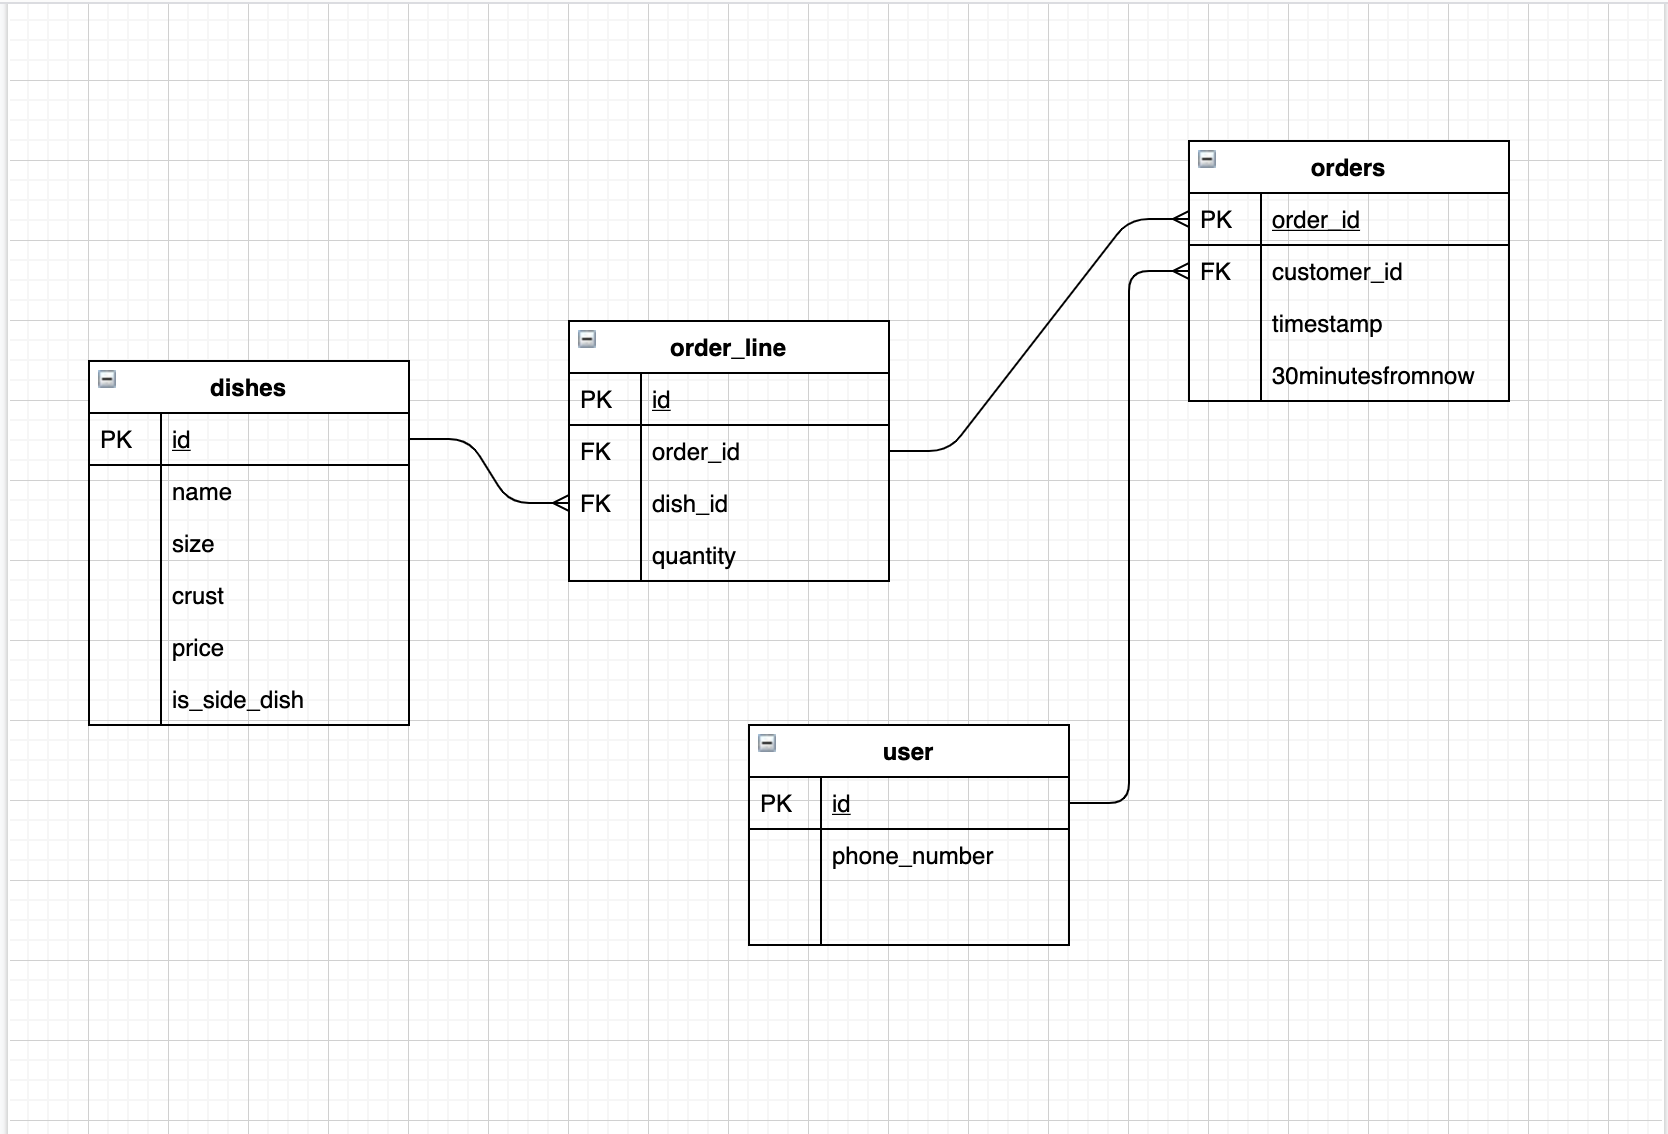 dishes
PK id
name
size
crust
price
is_side_dish
order_line
PK id
FK order_id
FK dish_id
quantity
orders
PK order_id
FK customer_id
timestamp
30minutesfromnow
user
PK id
phone_number